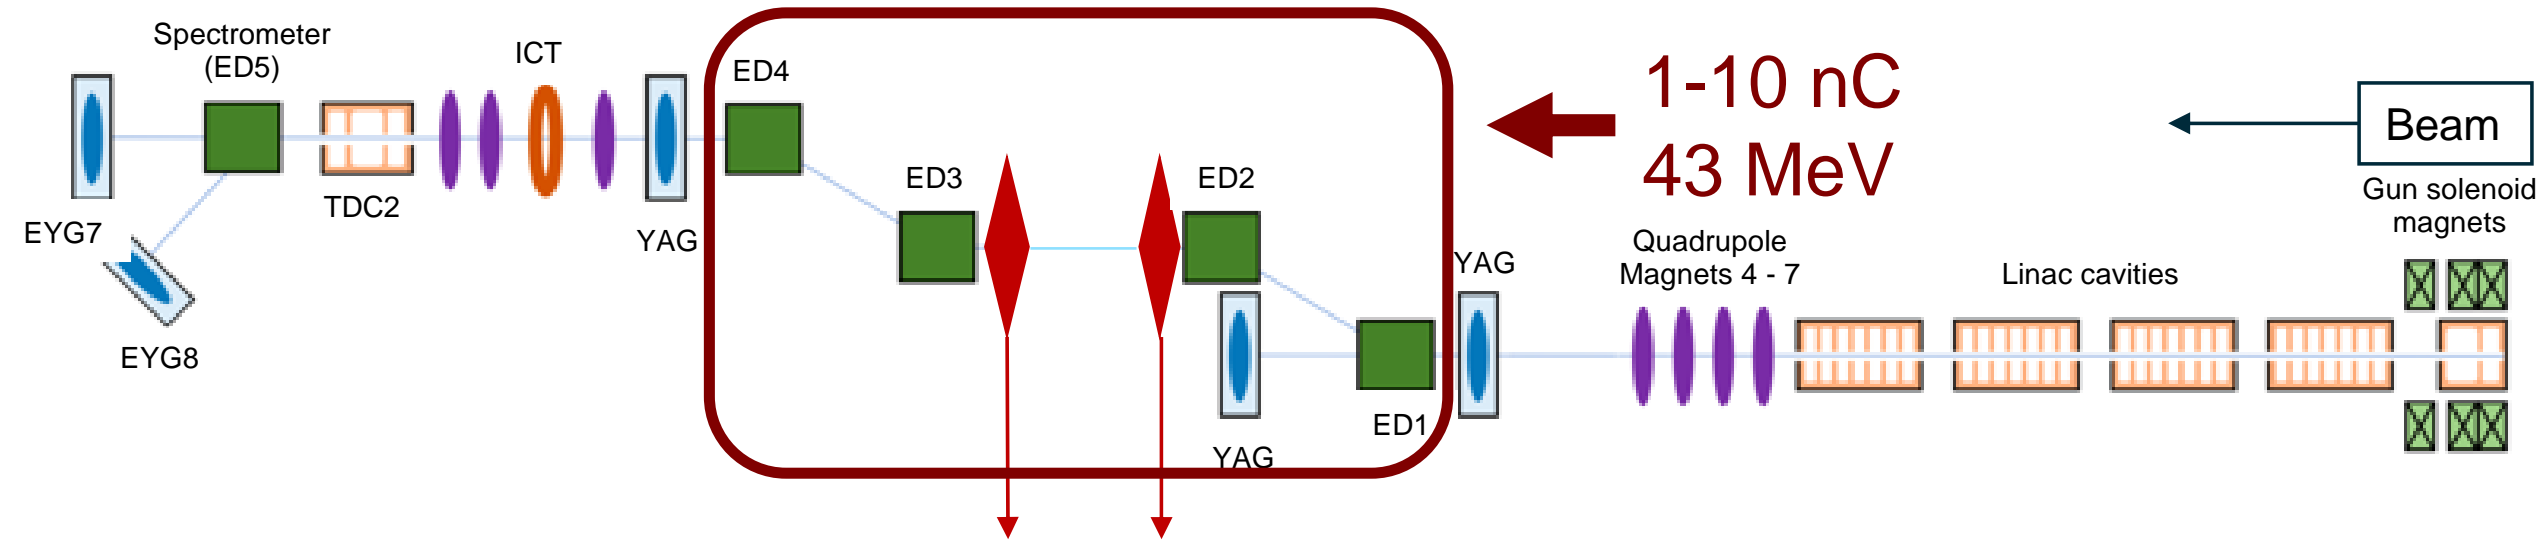 Spectrometer
(ED5)
ICT
ED4
1-10 nC
43 MeV
Beam
Gun solenoid
magnets
ED3
ED2
TDC2
EYG7
YAG
Quadrupole
Magnets 4 - 7
YAG
Linac cavities
EYG8
ED1
YAG